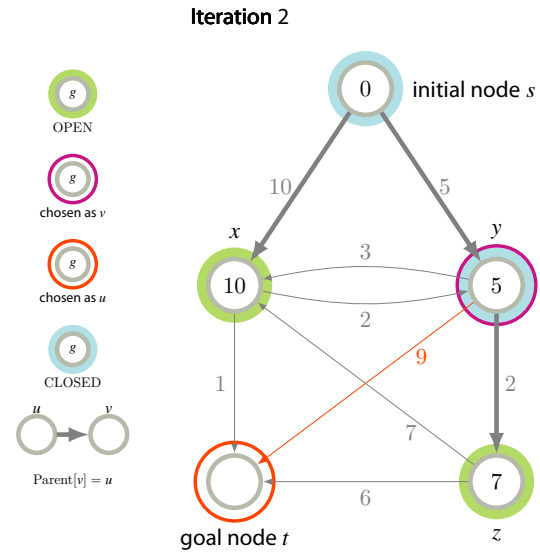 Iteration 2
g
OPEN
g
chosen as v
g
chosen as u
g
CLOSED
u v
Parent[v] = u
0
initial node s
10
5
x
y
10
3
5
2
9
1
2
7
7
6
goal node t
z